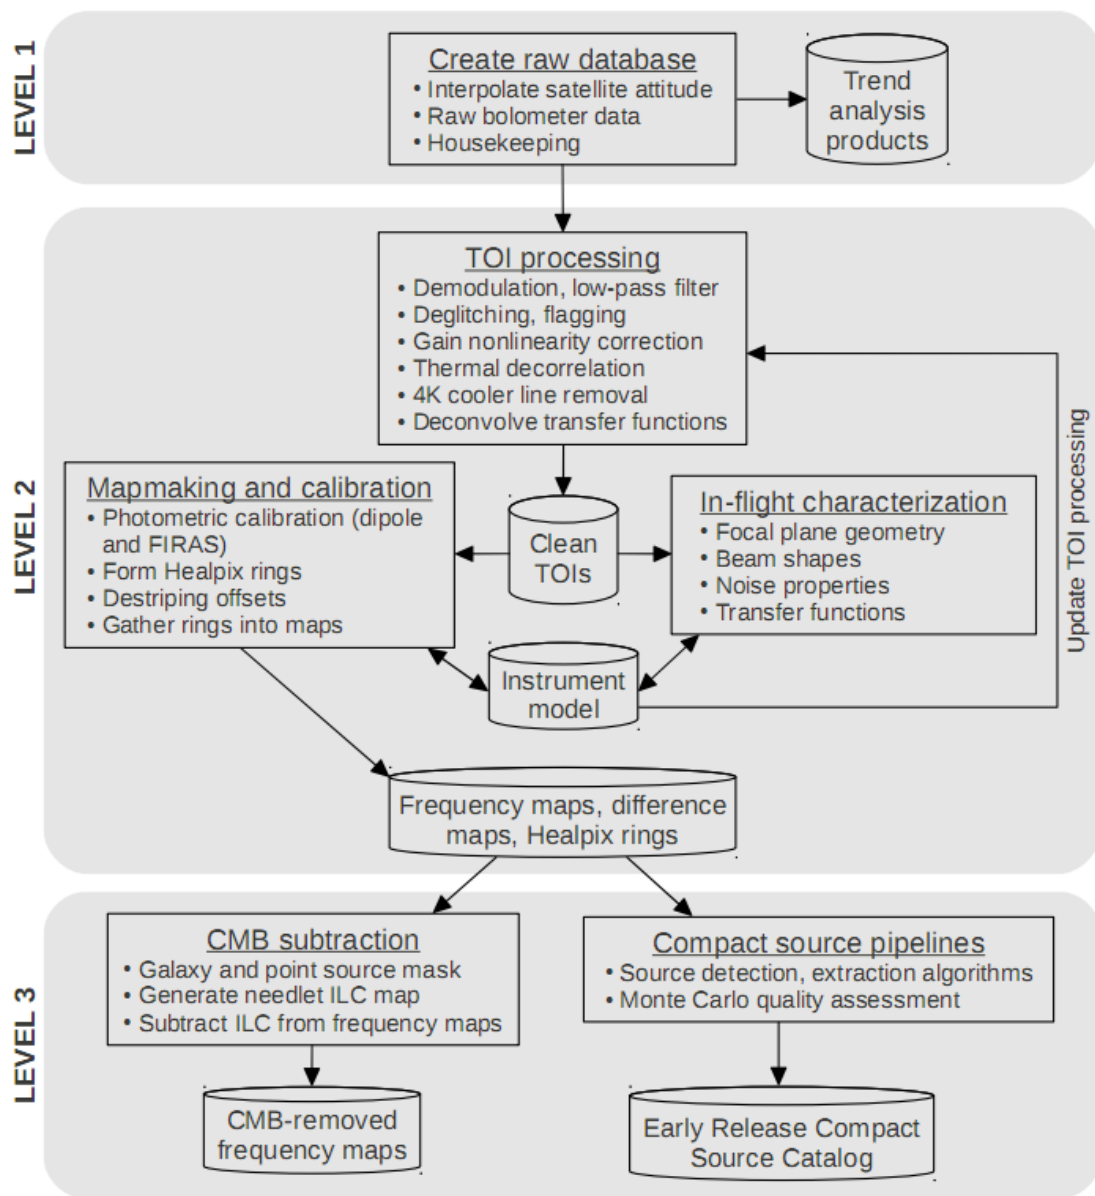 LEVEL 1
Create raw database
• Interpolate satellite attitude
• Raw bolometer data
• Housekeeping
Trend
analysis
products
LEVEL 2
TOI processing
• Demodulation, low-pass filter
• Deglitching, flagging
• Gain nonlinearity correction
• Thermal decorrelation
• 4K cooler line removal
• Deconvolve transfer functions
Mapmaking and calibration
• Photometric calibration (dipole
and FIRAS)
• Form Healpix rings
• Destriping offsets
• Gather rings into maps
Clean
TOIs
In-flight characterization
• Focal plane geometry
• Beam shapes
• Noise properties
• Transfer functions
Update TOI processing
Instrument
model
Frequency maps, difference
maps, Healpix rings
LEVEL 3
CMB subtraction
• Galaxy and point source mask
• Generate needlet ILC map
• Subtract ILC from frequency maps
Compact source pipelines
• Source detection, extraction algorithms
• Monte Carlo quality assessment
CMB-removed
frequency maps
Early Release Compact
Source Catalog